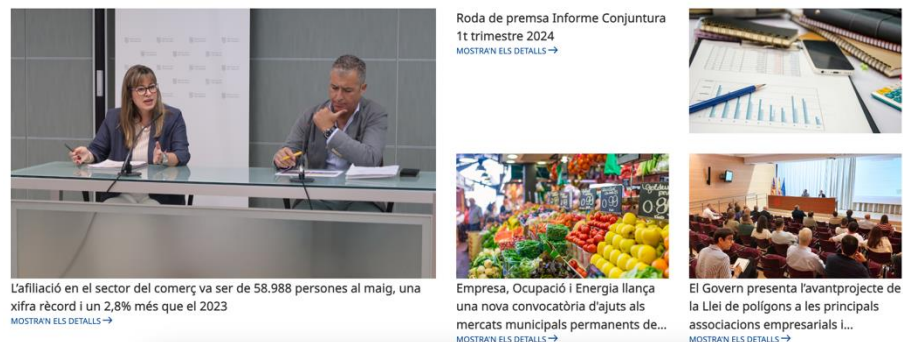 L'afiliació en el sector del comerç va ser de 58.988 persones al maig, una
xifra rècord i un 2,8% més que el 2023
MOSTRA'N ELS DETALLS →
Roda de premsa Informe Conjuntura
1t trimestre 2024
MOSTRA'N ELS DETALLS →
Empresa, Ocupació i Energia llança
una nova convocatòria d'ajuts als
mercats municipals permanents de...
MOSTRA'N ELS DETALLS →
El Govern presenta l'avantprojecte de
la Llei de polígons a les principals
associacions empresarials i...
MOSTRA'N ELS DETALLS →